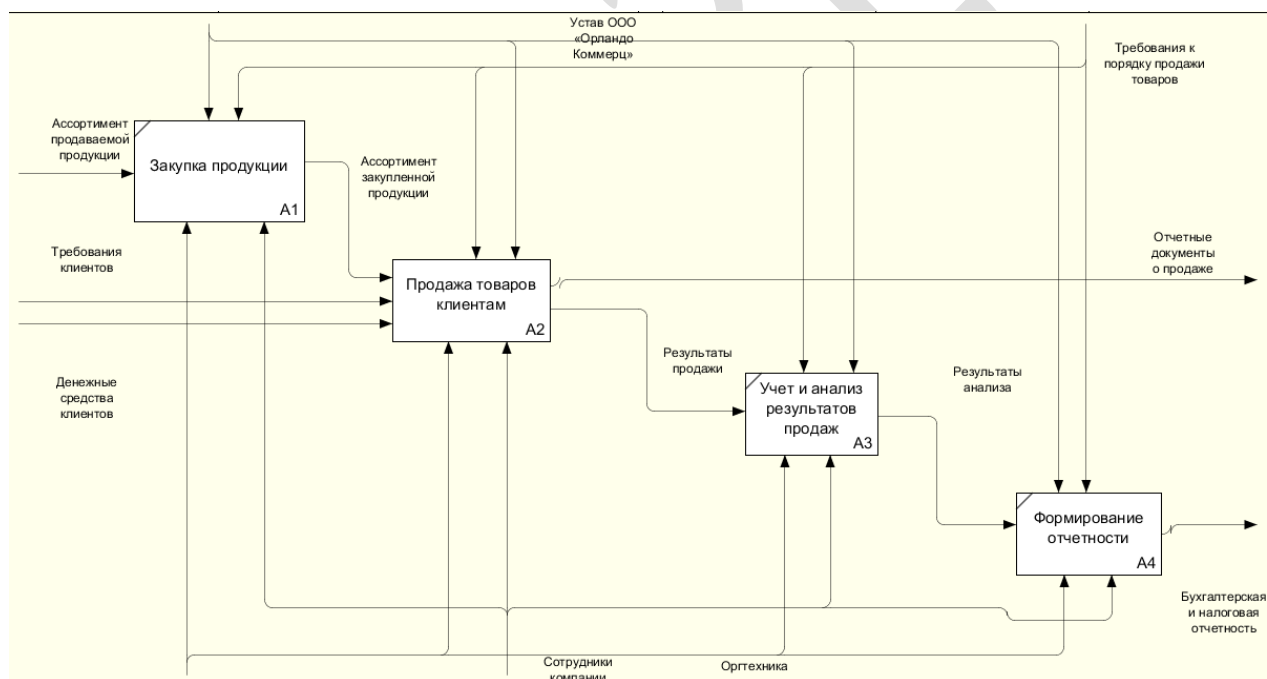 Устав ООО
«Орландо
Коммерц»
Требования к
порядку продажи
товаров
Ассортимент
продаваемой
продукции
Закупка продукции
A1
Ассортимент
закупленной
продукции
Требования
клиентов
Отчетные
документы
о продаже
Продажа товаров
клиентам
A2
Денежные
средства
клиентов
Результаты
продажи
Результаты
анализа
Учет и анализ
результатов
продаж
A3
Формирование
отчетности
A4
Бухгалтерская
и налоговая
отчетность
Сотрудники
компании
Оргтехника